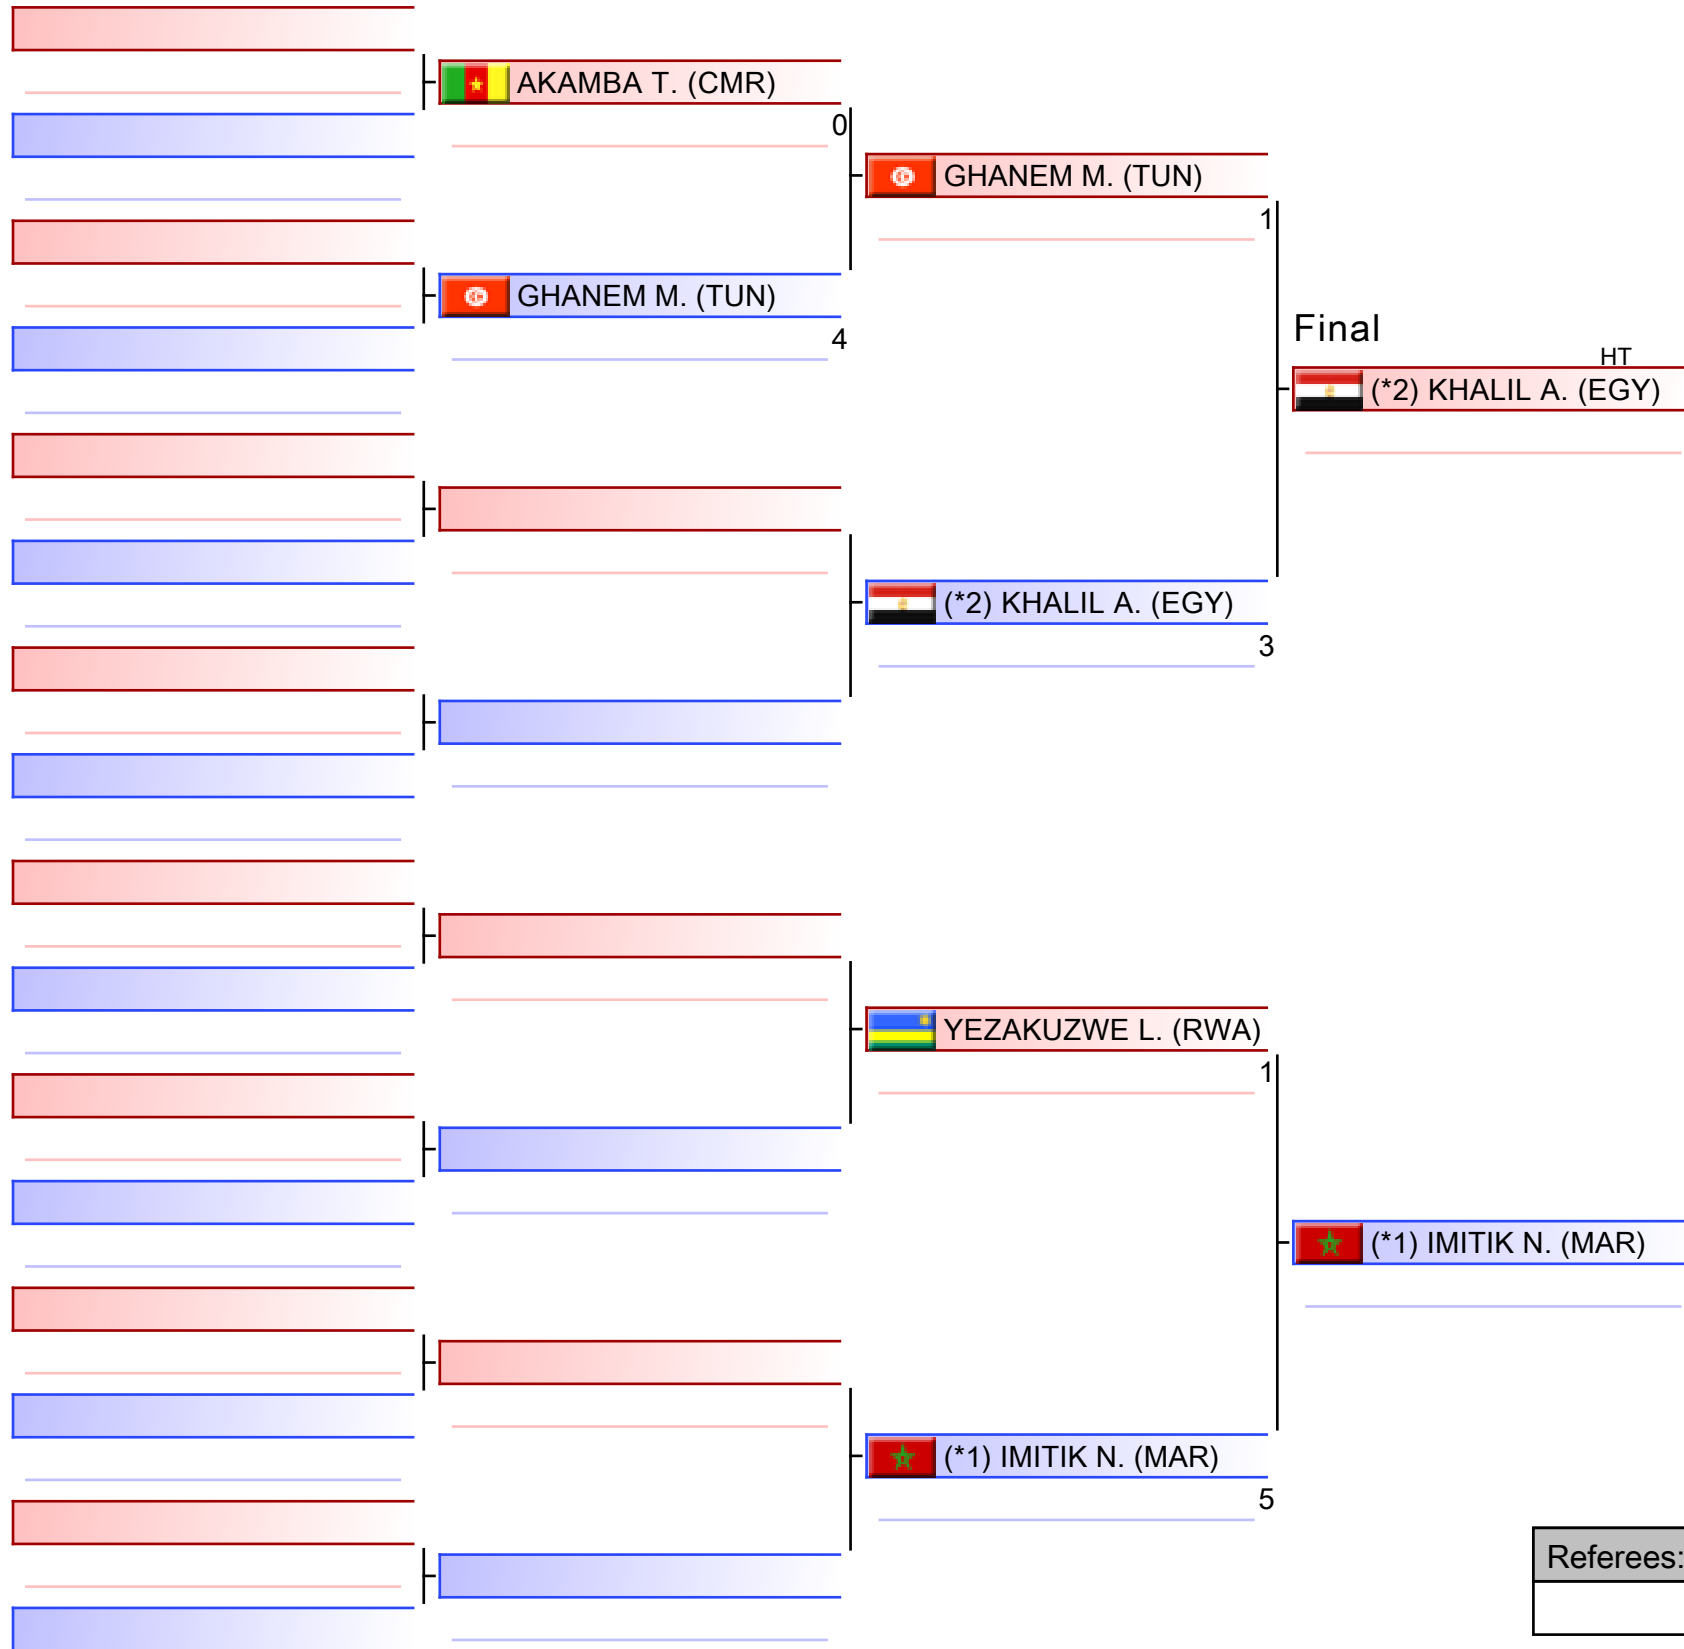 AKAMBA T. (CMR)
0
GHANEM M. (TUN)
1
GHANEM M. (TUN)
4
Final
HT
(*2) KHALIL A. (EGY)
(*2) KHALIL A. (EGY)
3
YEZAKUZWE L. (RWA)
1
(*1) IMITIK N. (MAR)
(*1) IMITIK N. (MAR)
5
Referees: